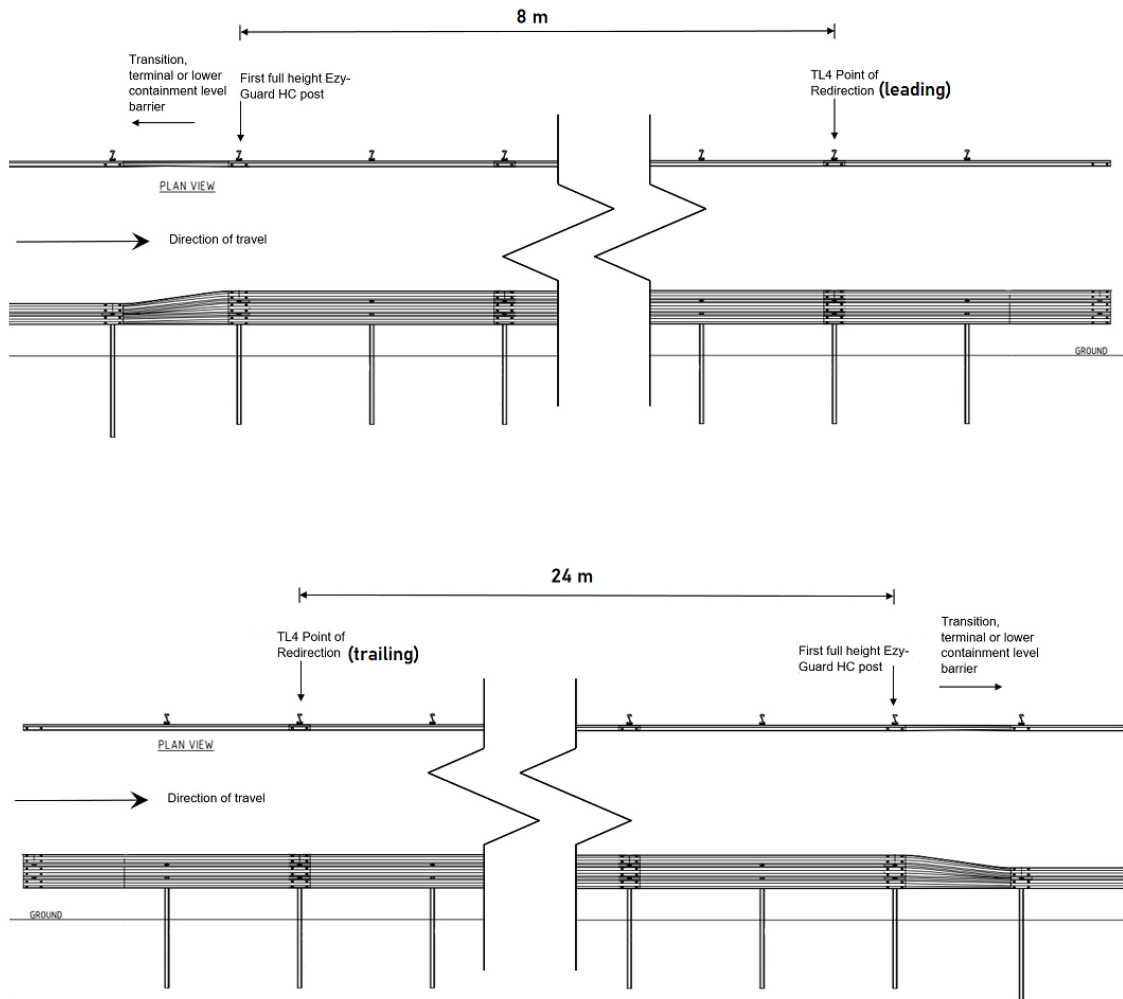 8 m
Transition,
terminal or lower
containment level
barrier
First full height Ezy-
Guard HC post
TL4 Point of
Redirection (leading)
PLAN VIEW
Direction of travel
GROUND
24 m
TL4 Point of
Redirection (trailing)
First full height Ezy-
Guard HC post
Transition,
terminal or lower
containment level
barrier
PLAN VIEW
Direction of travel
GROUND